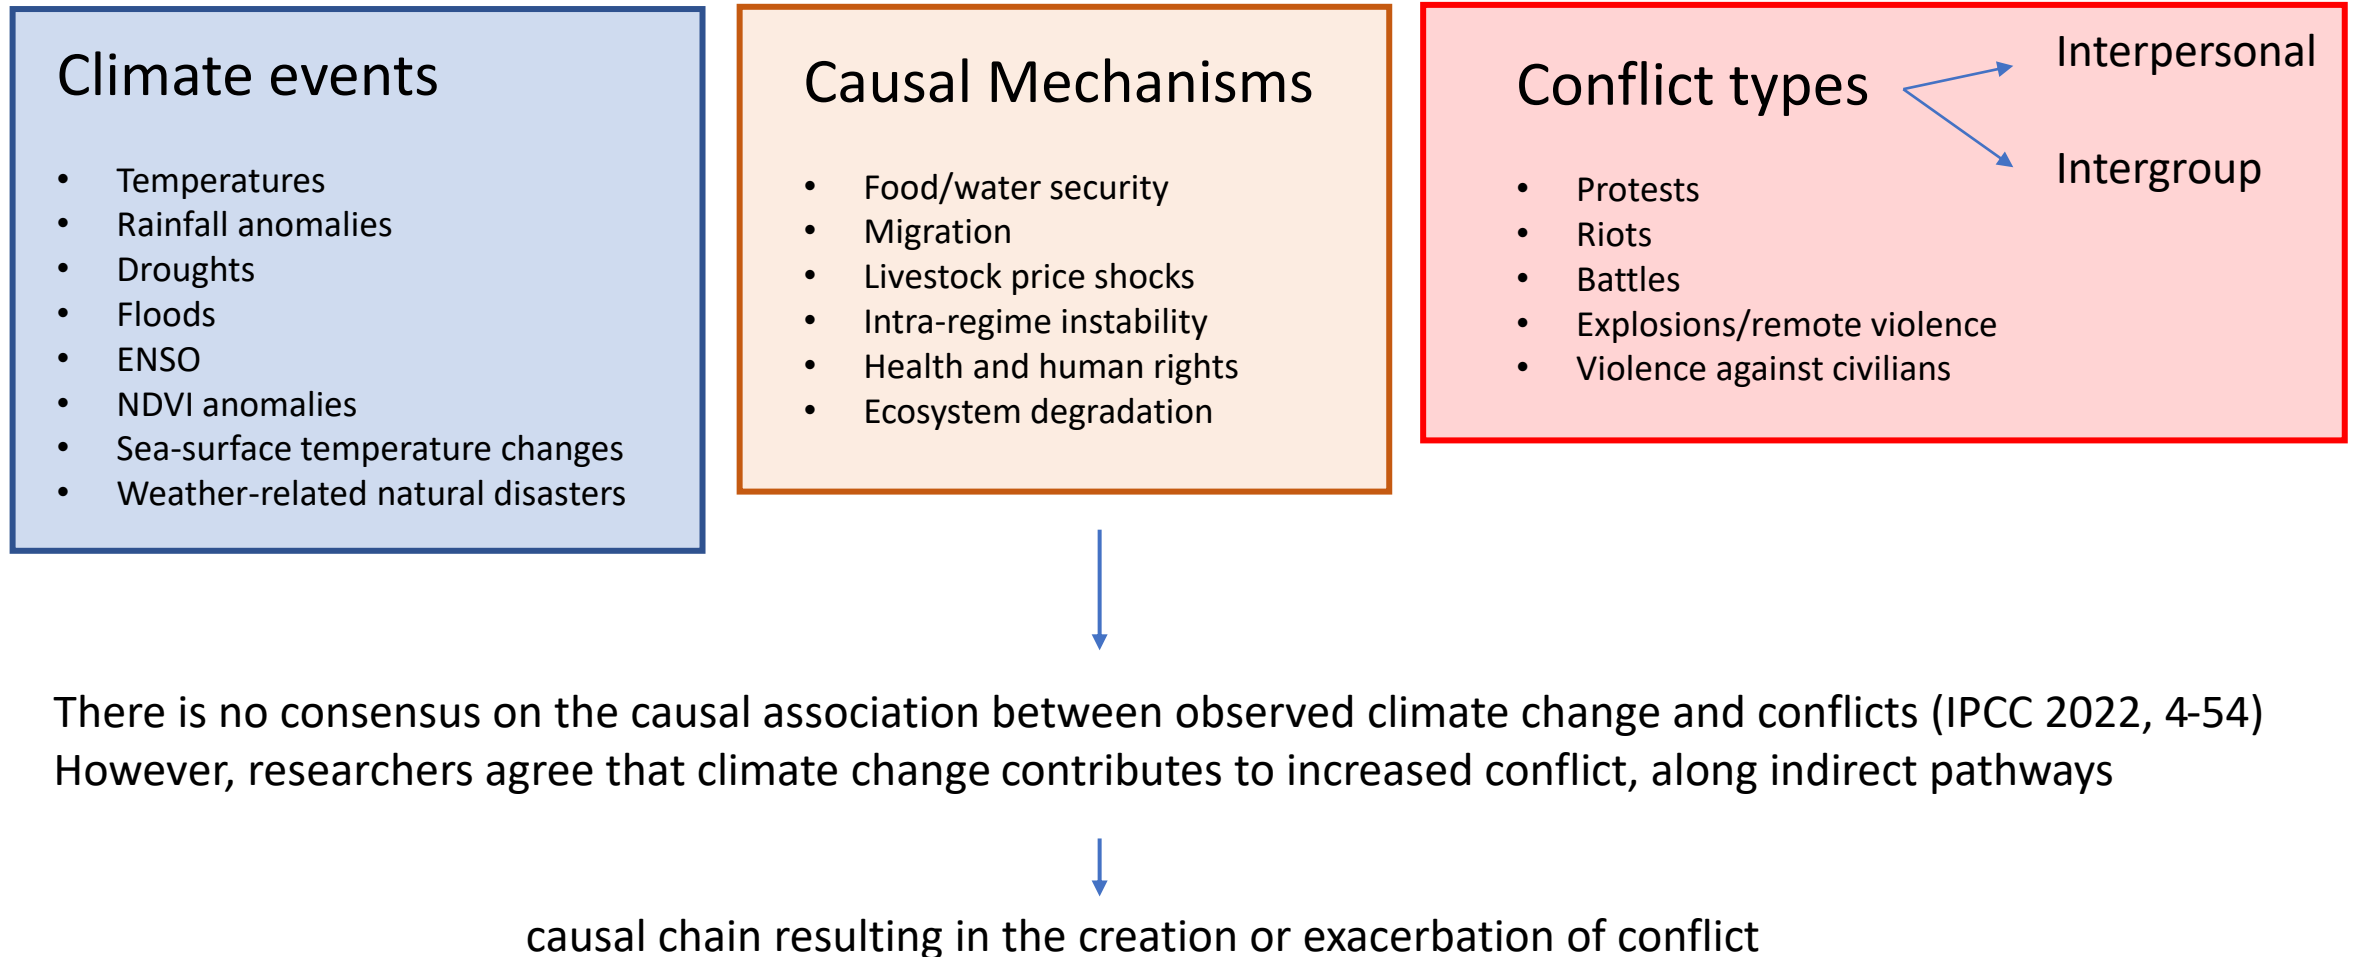 Climate events
• Temperatures
• Rainfall anomalies
• Droughts
• Floods
• ENSO
• NDVI anomalies
• Sea-surface temperature changes
• Weather-related natural disasters
Causal Mechanisms
• Food/water security
• Migration
• Livestock price shocks
• Intra-regime instability
• Health and human rights
• Ecosystem degradation
Conflict types
Interpersonal
Intergroup
• Protests
• Riots
• Battles
• Explosions/remote violence
• Violence against civilians
There is no consensus on the causal association between observed climate change and conflicts (IPCC 2022, 4-54)
However, researchers agree that climate change contributes to increased conflict, along indirect pathways
causal chain resulting in the creation or exacerbation of conflict